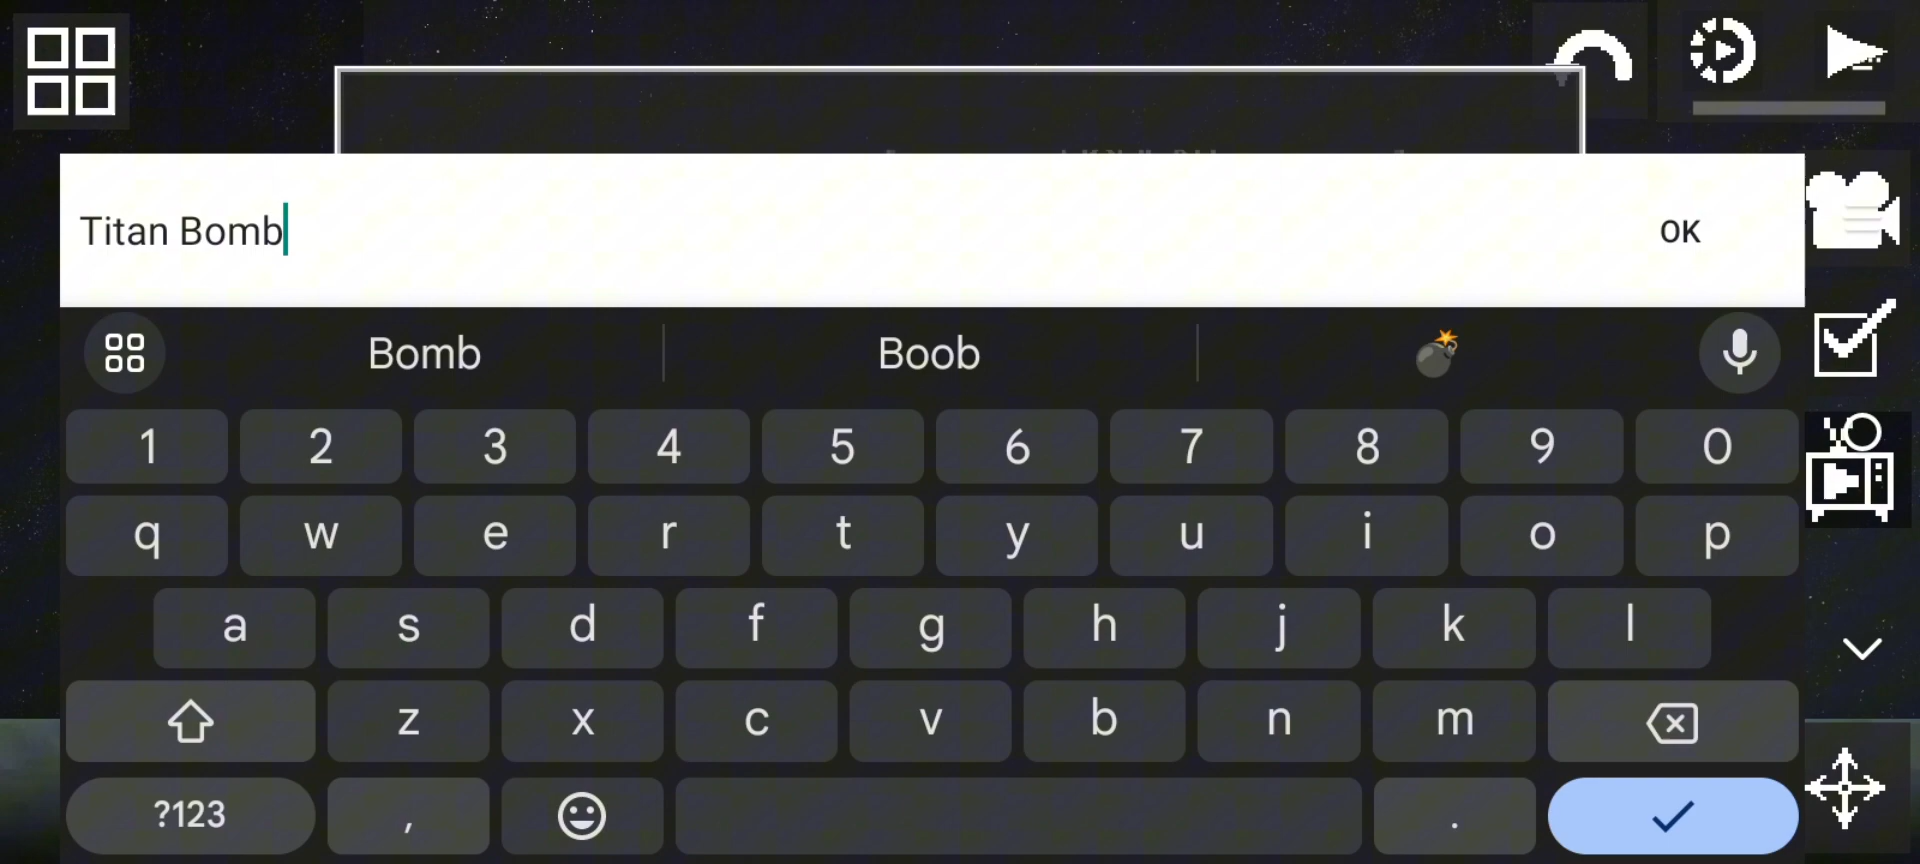 Titan Bomb
OK
Bomb Boob
1 2 3 4 5 6 7 8 9 0
q w e r t y u i o p
a s d f g h j k l
z x c v b n m
?123 , .